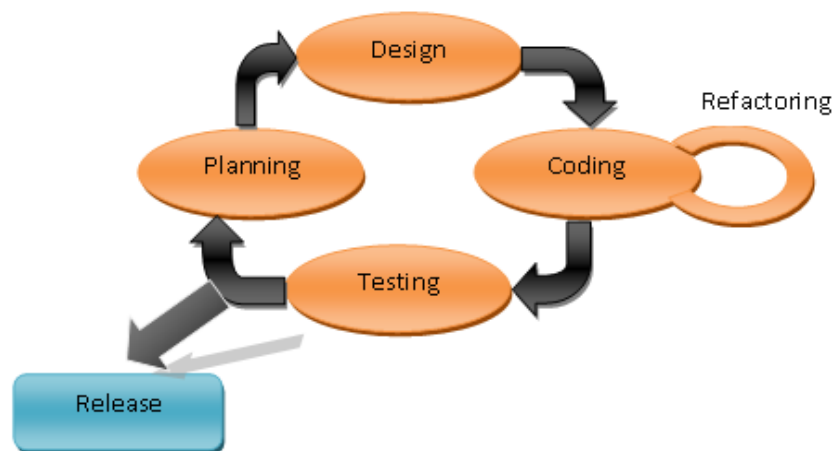 Design
Refactoring
Planning
Coding
Testing
Release